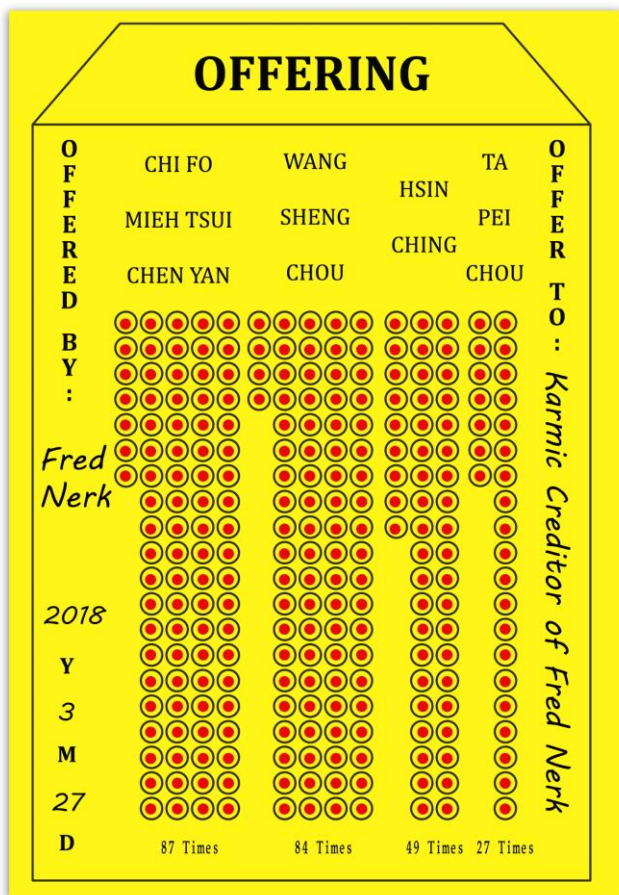 OFFERING
OFFERED BY:
Fred
Nerk
2018
Y
3
M
27
D
CHI FO
MIEH TSUI
CHEN YAN
WANG
SHENG
CHOU
HSIN
CHING
TA
PEI
CHOU
87 Times
84 Times
49 Times
27 Times
OFFER TO: Karmic Creditor of Fred Nerk